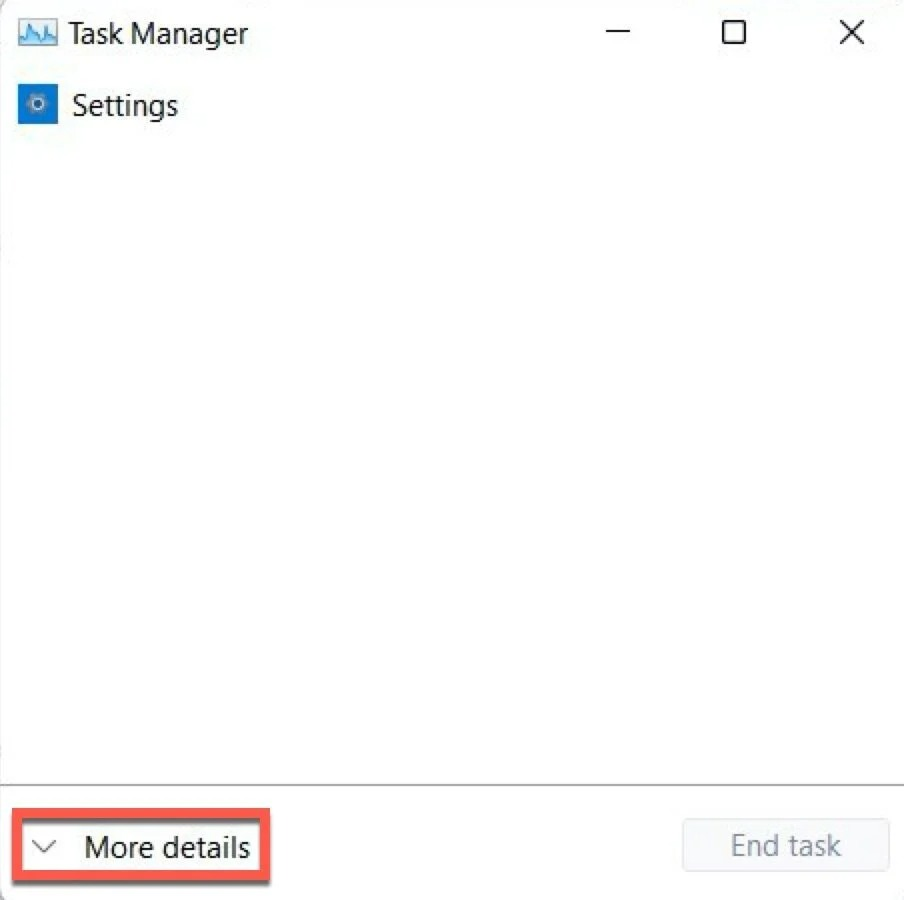 Task Manager
Settings
More details
End task